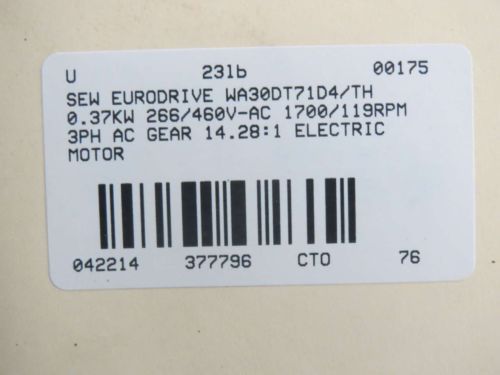 U 23lb 00175
SEW EURODRIVE WA30DT71D4/TH
0.37KW 266/460V-AC 1700/119RPM
3PH AC GEAR 14.28:1 ELECTRIC
MOTOR
042214 377796 CTO 76